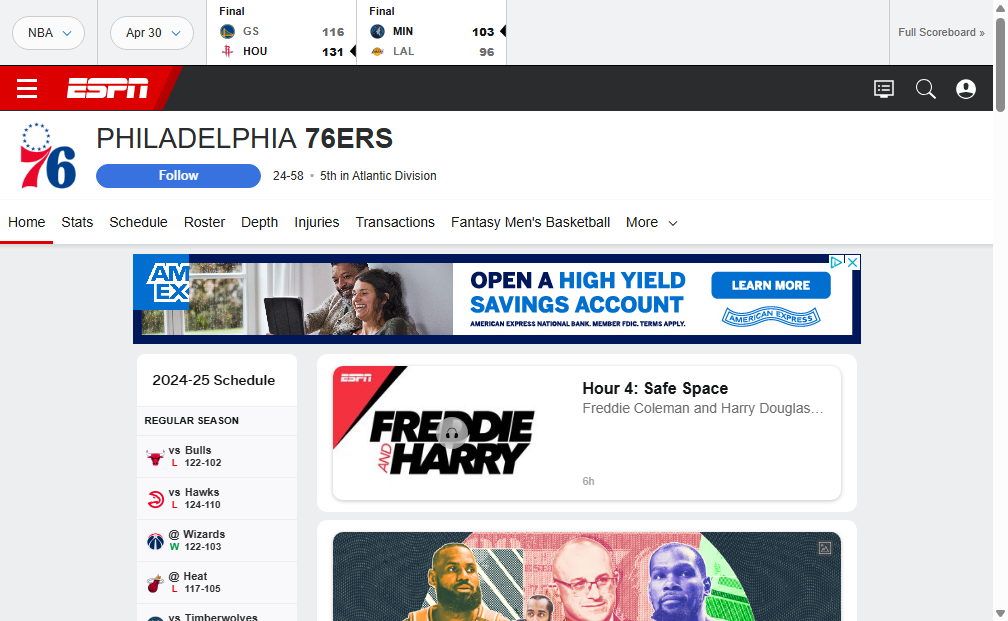 NBA
Apr 30
Final
GS 116
HOU 131
Final
MIN 103
LAL 96
Full Scoreboard »
ESPN
76
PHILADELPHIA 76ERS
Follow
24-58 • 5th in Atlantic Division
Home Stats Schedule Roster Depth Injuries Transactions Fantasy Men's Basketball More
AM
EX
OPEN A HIGH YIELD
SAVINGS ACCOUNT
AMERICAN EXPRESS NATIONAL BANK. MEMBER FDIC. TERMS APPLY.
LEARN MORE
AMERICAN EXPRESS
2024-25 Schedule
REGULAR SEASON
vs Bulls
L 122-102
vs Hawks
L 124-110
@ Wizards
W 122-103
@ Heat
L 117-105
vs Timberwolves
ESPN
FREDDIE
AND
HARRY
Hour 4: Safe Space
Freddie Coleman and Harry Douglas...
6h